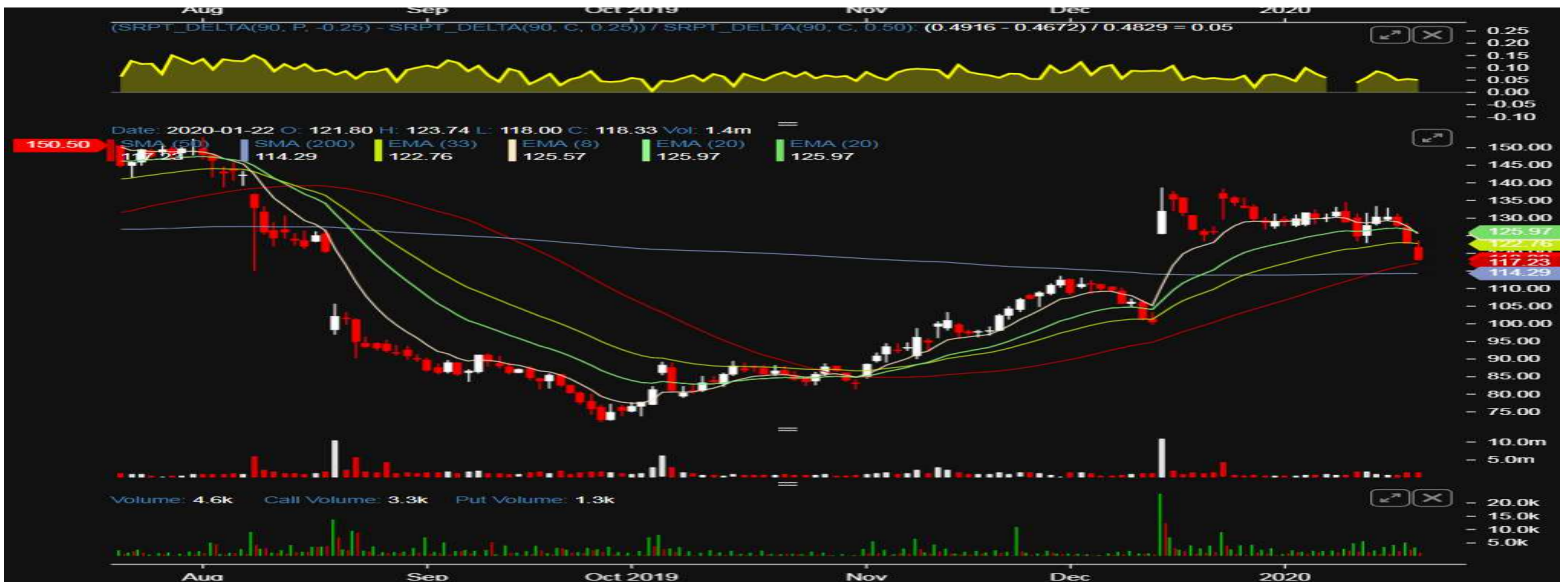 Aug Sep Oct 2019 Nov Dec 2020
(SRPT_DELTA(90, P, -0.25) - SRPT_DELTA(90, C, 0.25)) / SRPT_DELTA(90, C, 0.50): (0.4916 - 0.4672) / 0.4829 = 0.05
0.25
0.20
0.15
0.10
0.05
0.00
-0.05
-0.10
Date: 2020-01-22 O: 121.80 H: 123.74 L: 118.00 C: 118.33 Vol: 1.4m
SMA (50) SMA (200) EMA (33) EMA (8) EMA (20) EMA (20)
117.23 114.29 122.76 125.57 125.97 125.97
150.50
150.00
145.00
140.00
135.00
130.00
125.97
122.76
117.23
114.29
110.00
105.00
100.00
95.00
90.00
85.00
80.00
75.00
10.0m
5.0m
Volume: 4.6k Call Volume: 3.3k Put Volume: 1.3k
20.0k
15.0k
10.0k
5.0k
Aug Sep Oct 2019 Nov Dec 2020